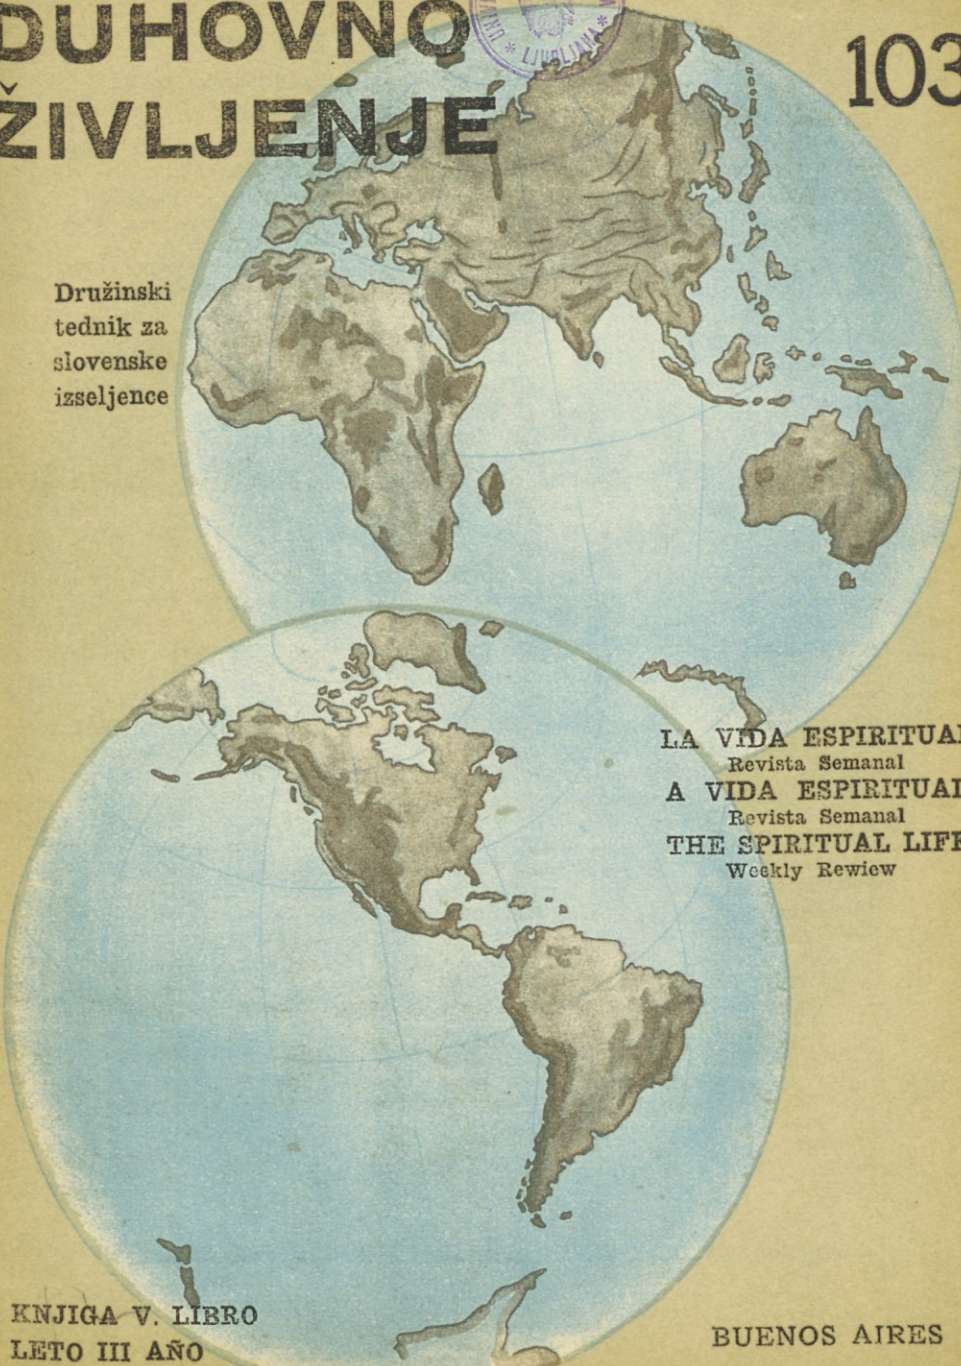 DUHOVNO
ŽIVLJENJE
103
LJUBLJANA
Družinski
tednik za
slovenske
izseljence
LA VIDA ESPIRITUAL
Revista Semanal
A VIDA ESPIRITUAL
Revista Semanal
THE SPIRITUAL LIFE
Weekly Rewiew
KNJIGA V. LIBRO
LETO III AÑO
BUENOS AIRES